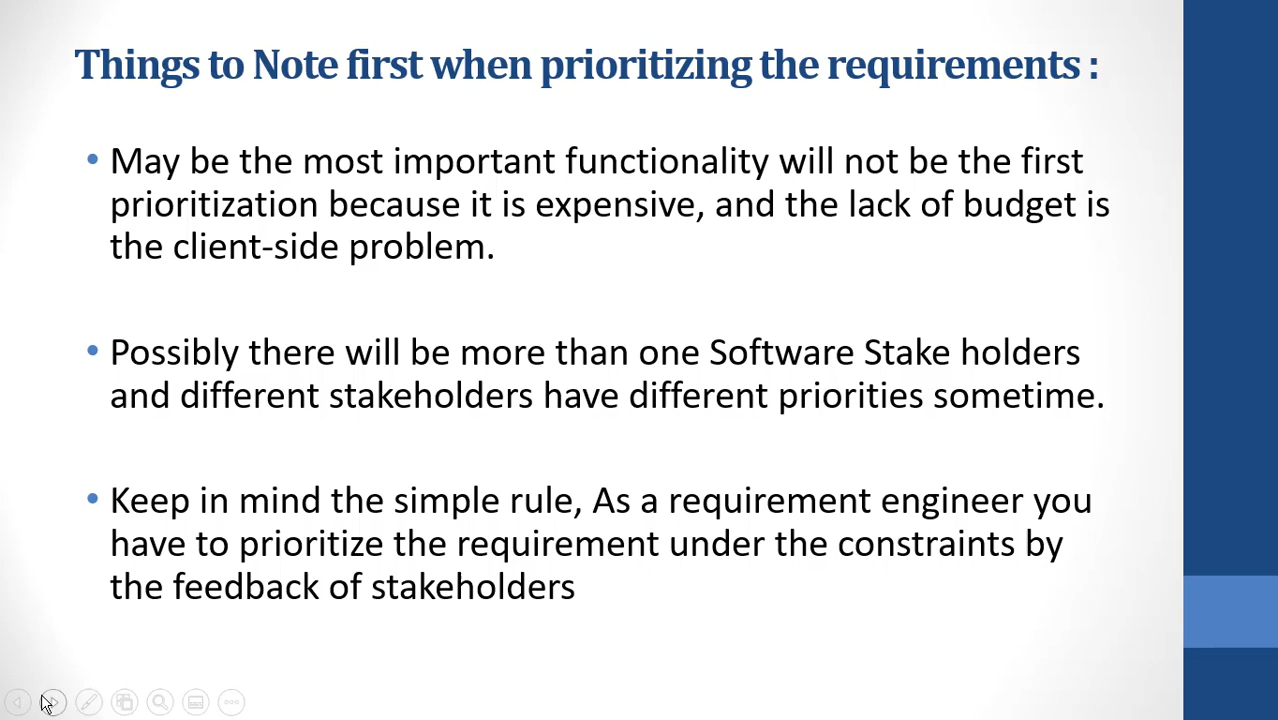 Things to Note first when prioritizing the requirements :
• May be the most important functionality will not be the first
prioritization because it is expensive, and the lack of budget is
the client-side problem.
• Possibly there will be more than one Software Stake holders
and different stakeholders have different priorities sometime.
• Keep in mind the simple rule, As a requirement engineer you
have to prioritize the requirement under the constraints by
the feedback of stakeholders